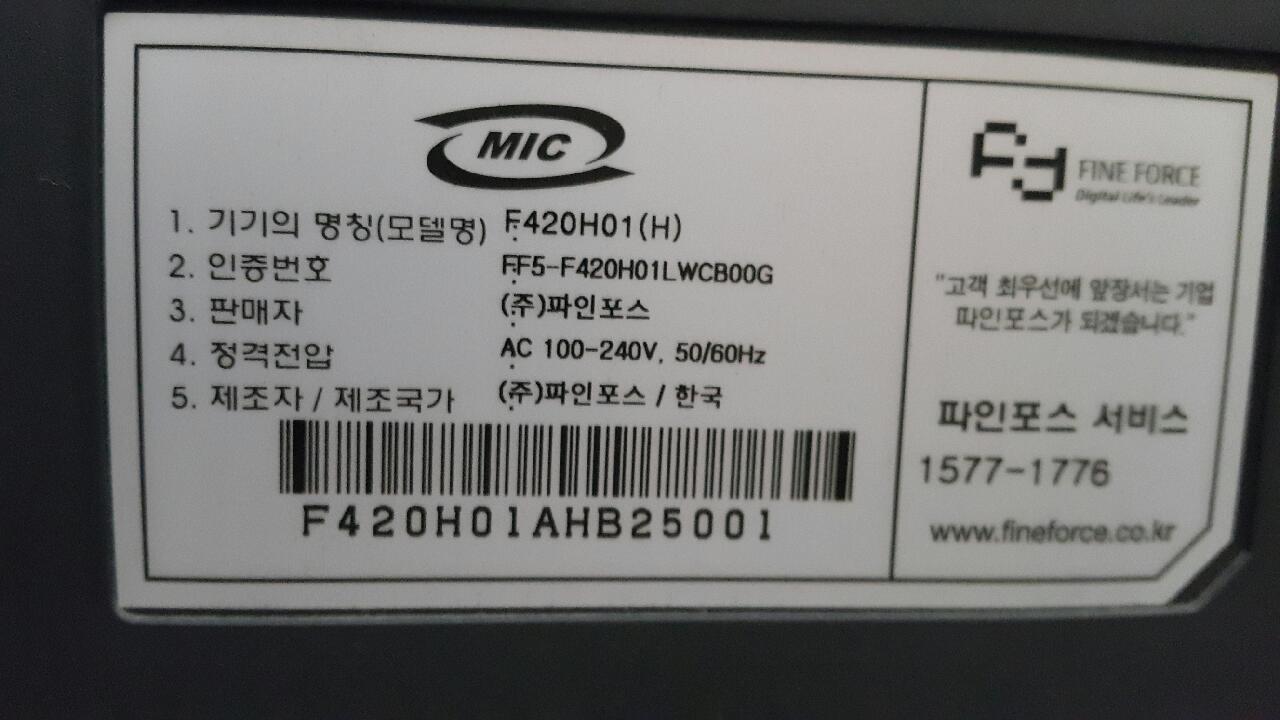 MIC
1. 기기의 명칭(모델명) : F420H01(H)
2. 인증번호 : FF5-F420H01LWCB00G
3. 판매자 : (주)파인포스
4. 정격전압 : AC 100-240V, 50/60Hz
5. 제조자 / 제조국가 : (주)파인포스 / 한국
F420H01AHB25001
FINE FORCE
Digital Life's Leader
"고객 최우선에 앞장서는 기업
파인포스가 되겠습니다."
파인포스 서비스
1577-1776
www.fineforce.co.kr